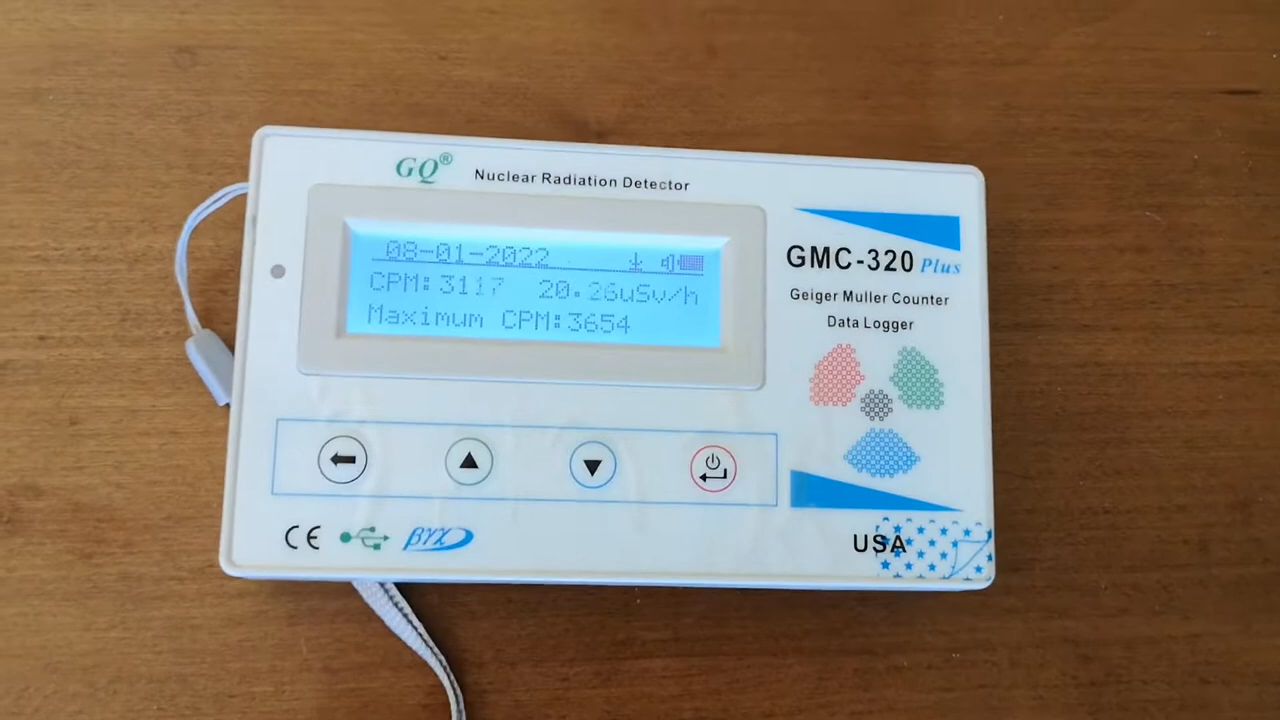 GQ®
Nuclear Radiation Detector
08-01-2022
CPM:3117 20.26uSv/h
Maximum CPM:3654
GMC-320 Plus
Geiger Muller Counter
Data Logger
CE
βγχ
USA